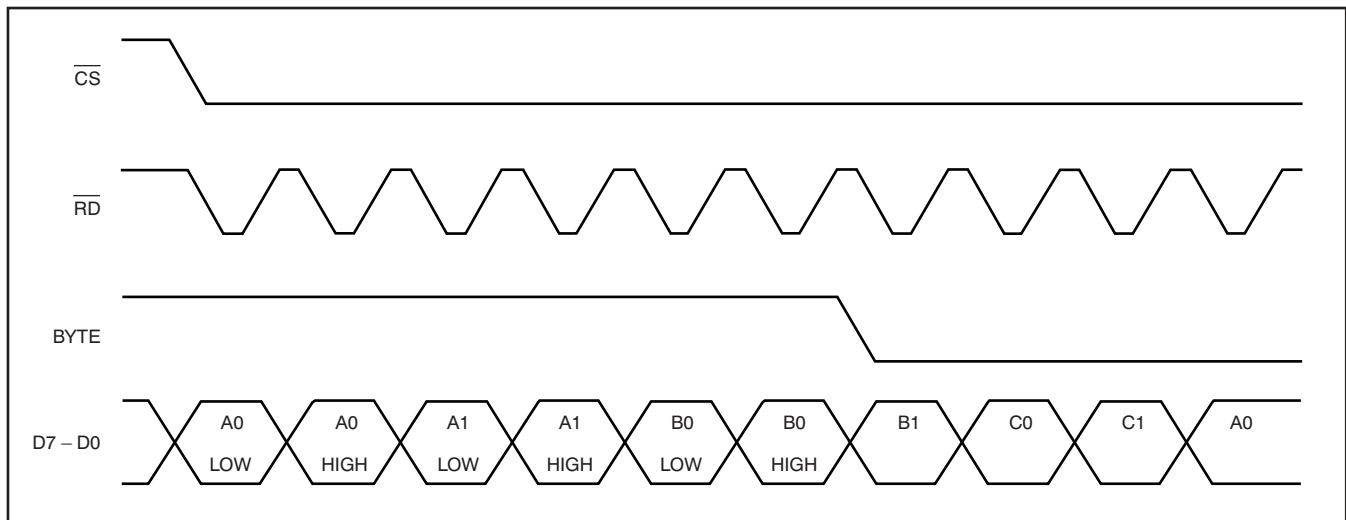 CS
RD
BYTE
D7 – D0
A0 A0 A1 A1 B0 B0 B1 C0 C1 A0
LOW HIGH LOW HIGH LOW HIGH